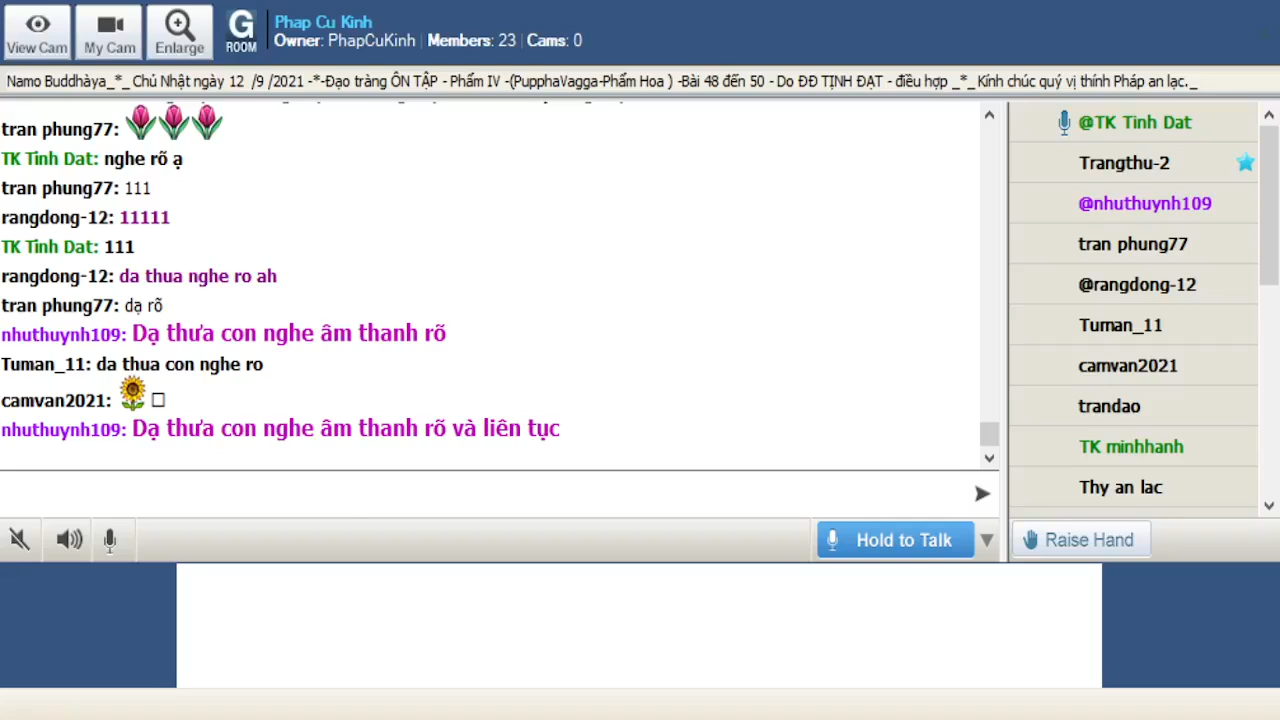 View Cam
My Cam
Enlarge
G
ROOM
Phap Cu Kinh
Owner: PhapCuKinh | Members: 23 | Cams: 0
Namo Buddhàya_*_ Chủ Nhật ngày 12 /9 /2021 -*-Đạo tràng ÔN TẬP - Phẩm IV -(PupphaVagga-Phẩm Hoa ) -Bài 48 đến 50 - Do ĐĐ TỊNH ĐẠT - điều hợp _*_ Kính chúc quý vị thính Pháp an lạc._
tran phung77:
TK Tinh Dat: nghe rõ ạ
tran phung77: 111
rangdong-12: 11111
TK Tinh Dat: 111
rangdong-12: da thua nghe ro ah
tran phung77: dạ rõ
nhuthuynh109: Dạ thưa con nghe âm thanh rõ
Tuman_11: da thua con nghe ro
camvan2021:
nhuthuynh109: Dạ thưa con nghe âm thanh rõ và liên tục
@TK Tinh Dat
Trangthu-2
@nhuthuynh109
tran phung77
@rangdong-12
Tuman_11
camvan2021
trandao
TK minhhanh
Thy an lac
Hold to Talk
Raise Hand